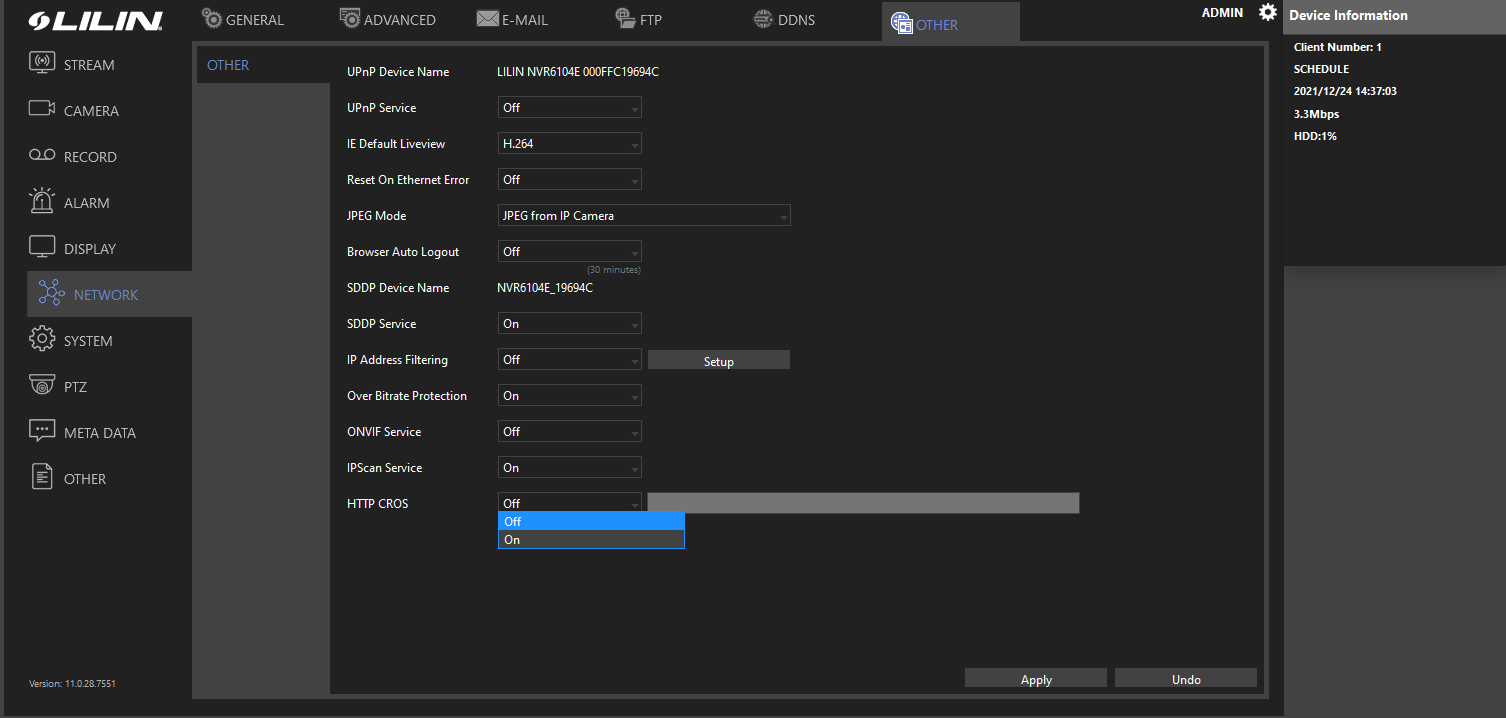 LILIN
GENERAL
ADVANCED
E-MAIL
FTP
DDNS
OTHER
ADMIN
Device Information
Client Number: 1
SCHEDULE
2021/12/24 14:37:03
3.3Mbps
HDD:1%
STREAM
CAMERA
RECORD
ALARM
DISPLAY
NETWORK
SYSTEM
PTZ
META DATA
OTHER
Version: 11.0.28.7551
OTHER
UPnP Device Name LILIN NVR6104E 000FFC19694C
UPnP Service Off
IE Default Liveview H.264
Reset On Ethernet Error Off
JPEG Mode JPEG from IP Camera
Browser Auto Logout Off
(30 minutes)
SDDP Device Name NVR6104E_19694C
SDDP Service On
IP Address Filtering Off Setup
Over Bitrate Protection On
ONVIF Service Off
IPScan Service On
HTTP CROS Off
Off
On
Apply Undo